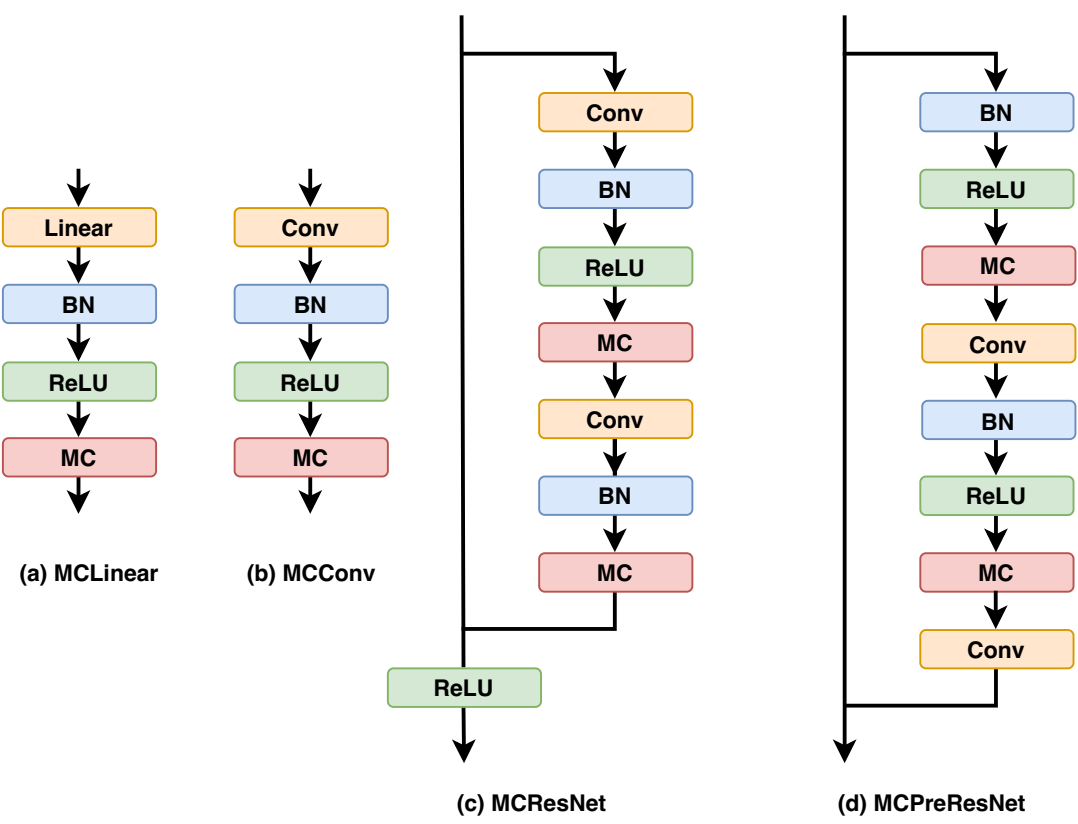 Linear
BN
ReLU
MC
(a) MCLinear
Conv
BN
ReLU
MC
(b) MCConv
Conv
BN
ReLU
MC
Conv
BN
MC
ReLU
(c) MCResNet
BN
ReLU
MC
Conv
BN
ReLU
MC
Conv
(d) MCPreResNet